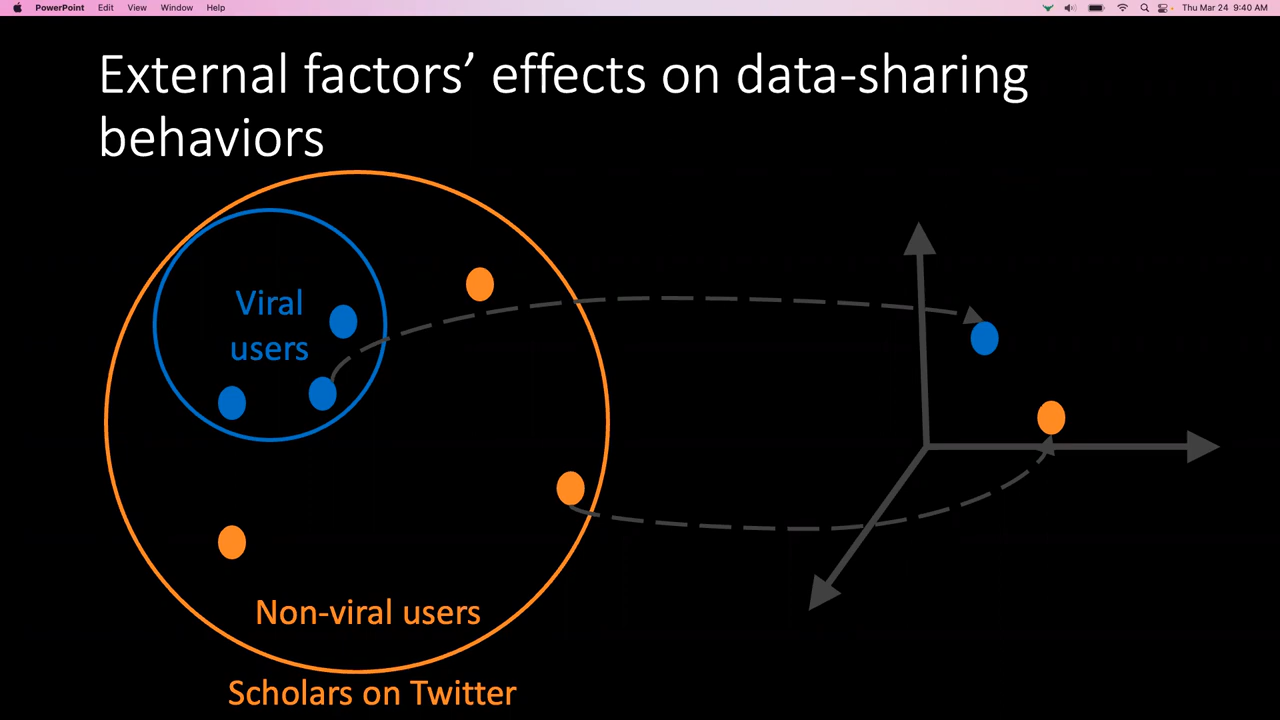 PowerPoint Edit View Window Help
Thu Mar 24 9:40 AM
External factors’ effects on data-sharing
behaviors
Viral
users
Non-viral users
Scholars on Twitter